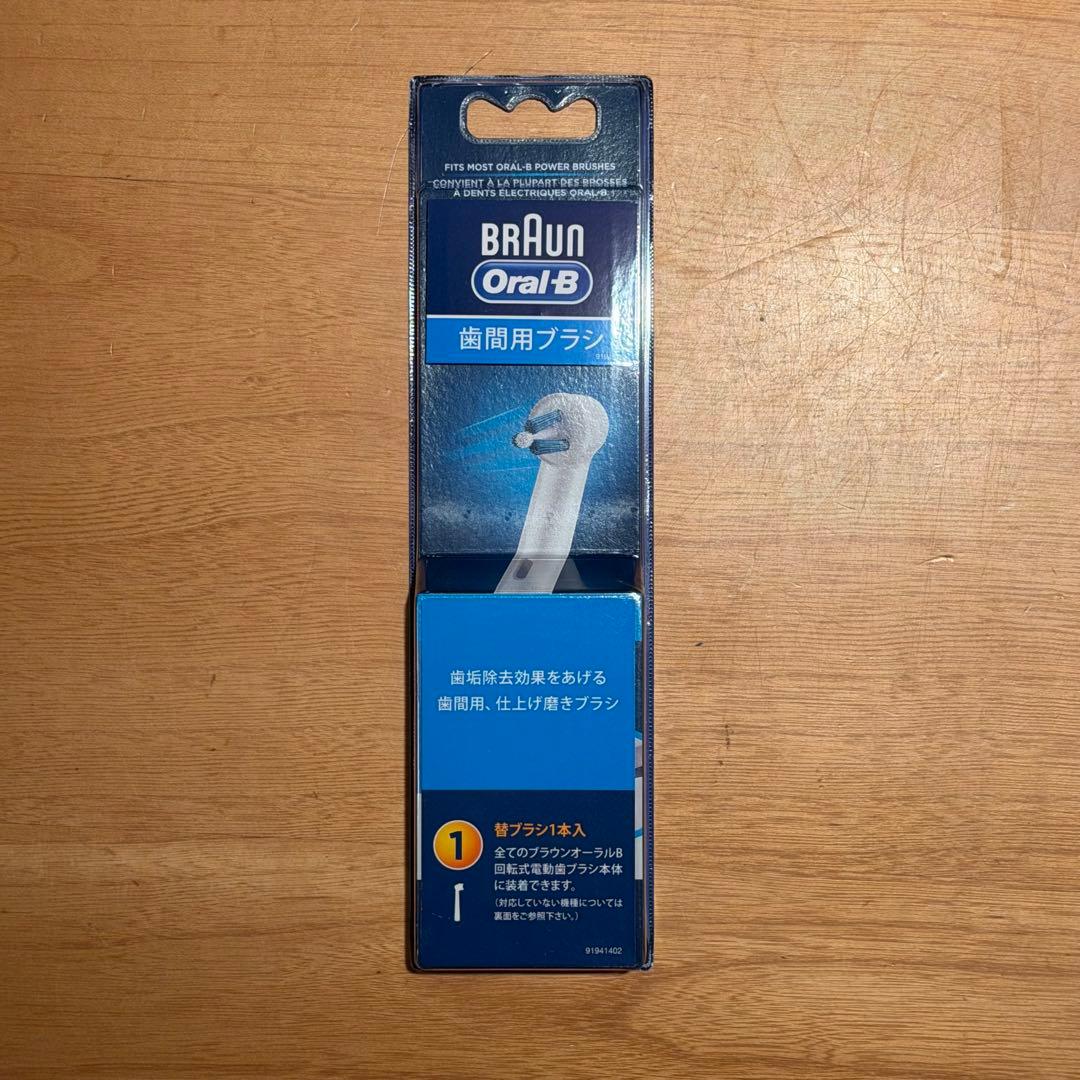 FITS MOST ORAL-B POWER BRUSHES
CONVIENT À LA PLUPART DES BROSSES
À DENTS ÉLECTRIQUES ORAL-B
BRAUN
Oral-B
歯間用ブラシ
歯垢除去効果をあげる
歯間用、仕上げ磨きブラシ
1
替ブラシ1本入
全てのブラウンオーラルB
回転式電動歯ブラシ本体
に装着できます。
(対応していない機種については
裏面をご参照下さい。)
91941402